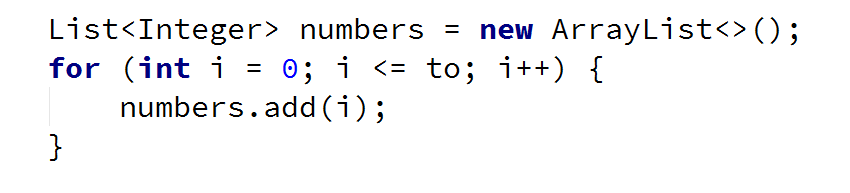 List<Integer> numbers = new ArrayList<>();
for (int i = 0; i <= to; i++) {
    numbers.add(i);
}